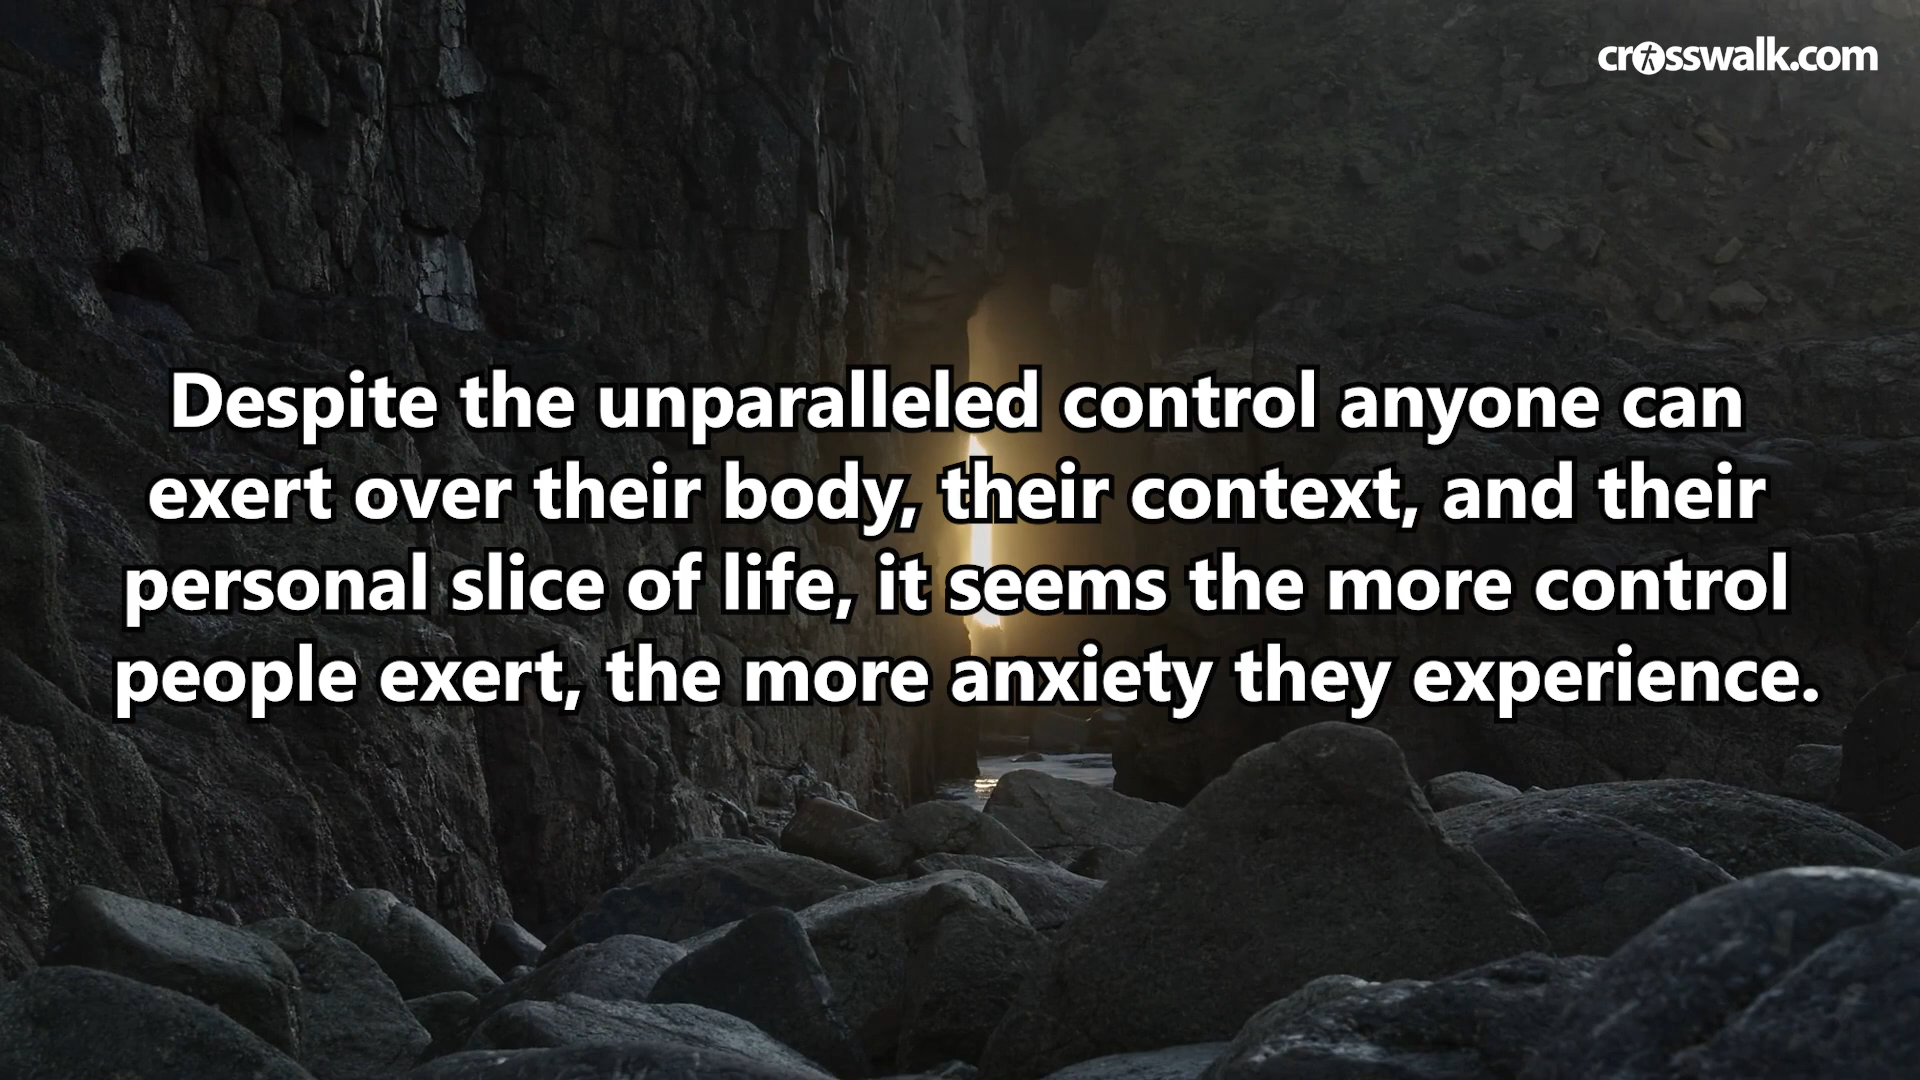 crosswalk.com
Despite the unparalleled control anyone can
exert over their body, their context, and their
personal slice of life, it seems the more control
people exert, the more anxiety they experience.